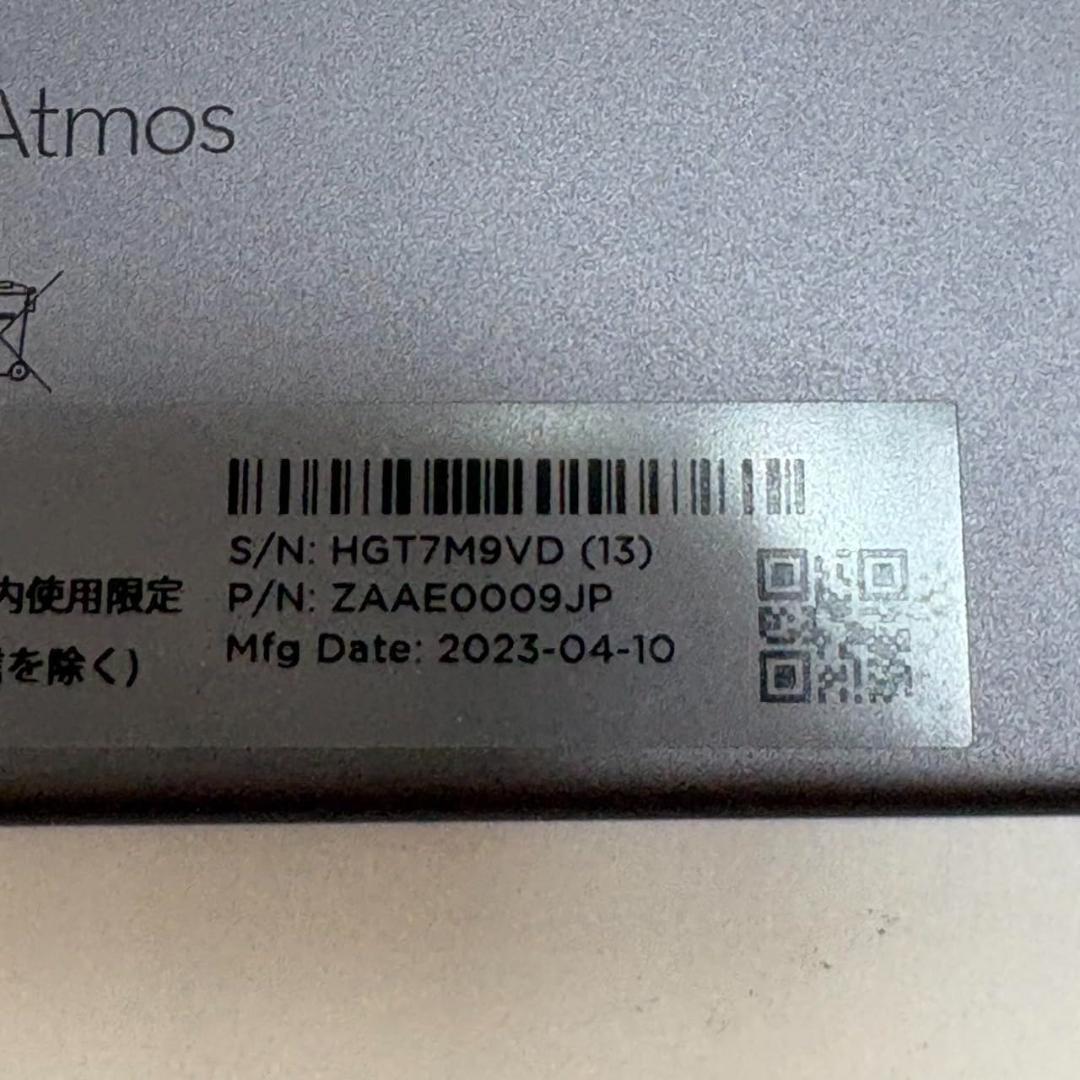 Atmos
S/N: HGT7M9VD (13)
内使用限定
P/N: ZAAE0009JP
を除く)
Mfg Date: 2023-04-10